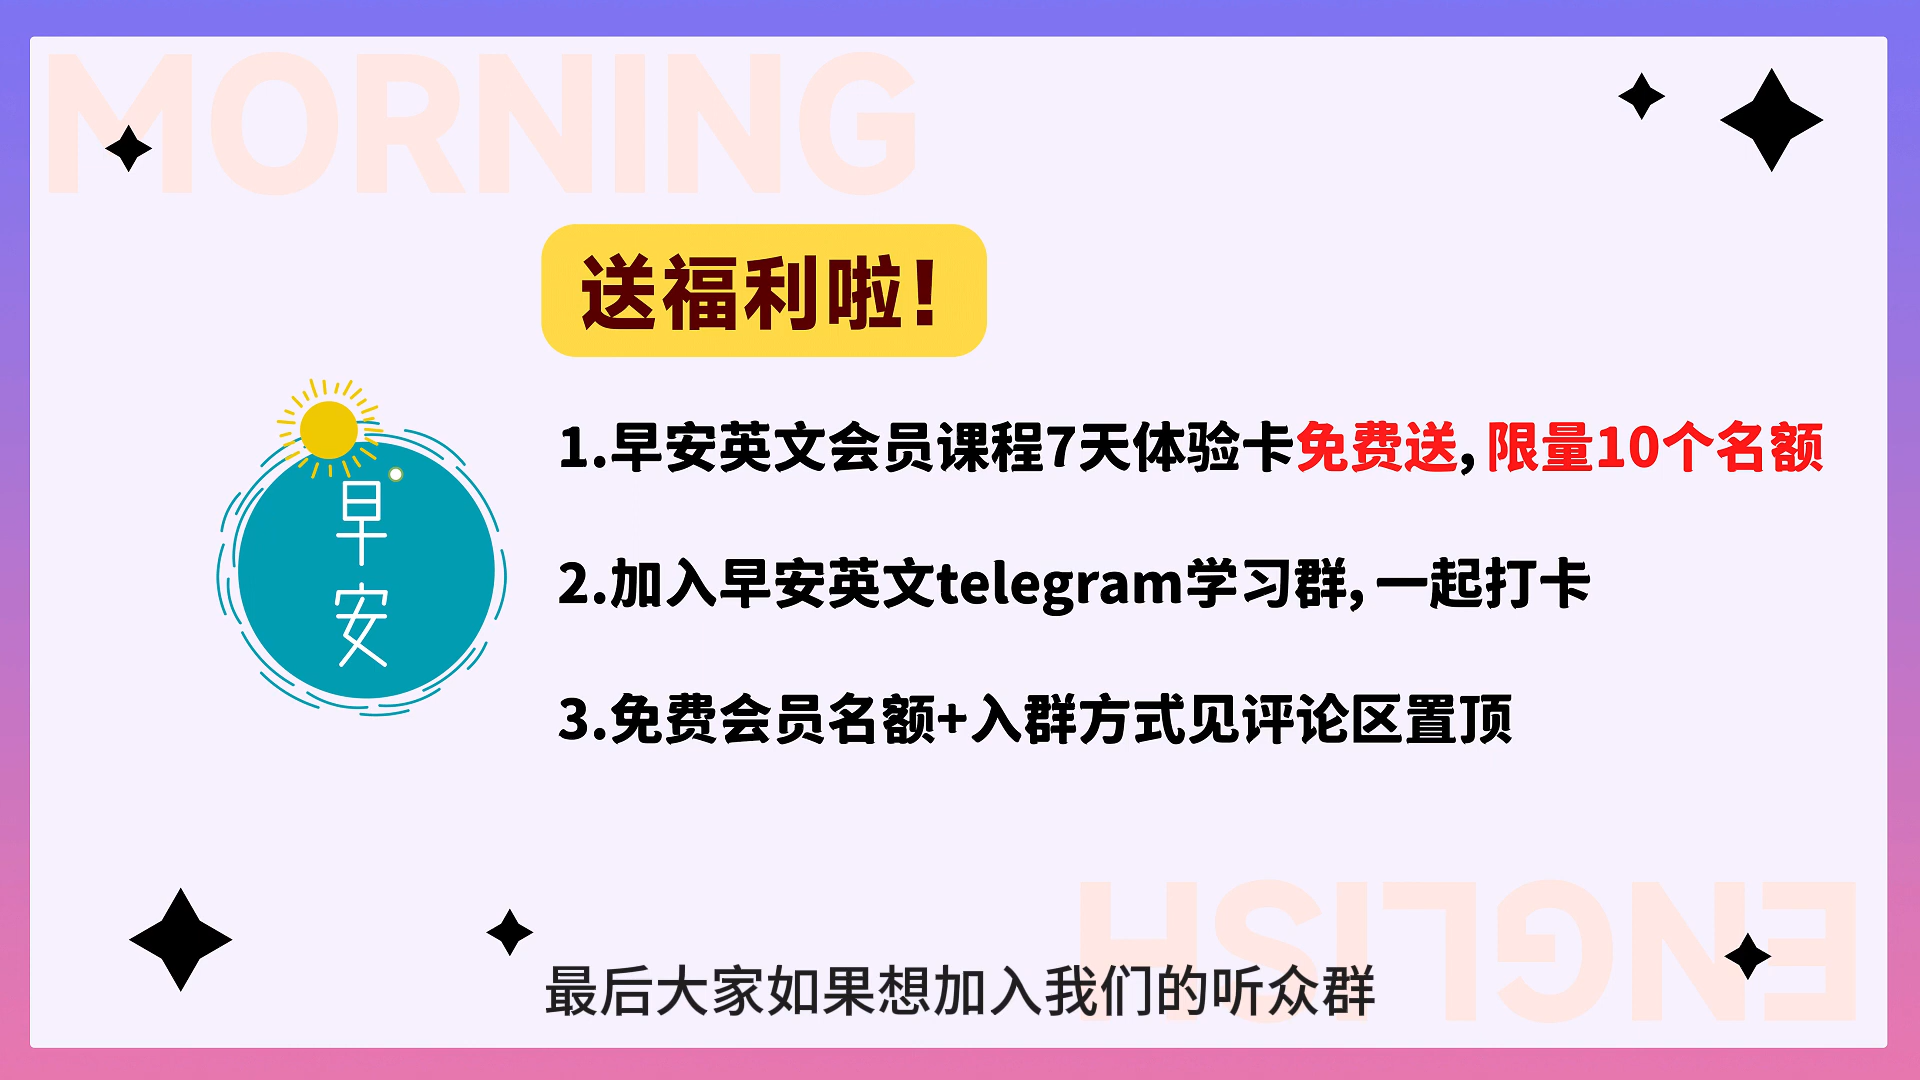 MORNING
送福利啦!
早安
1.早安英文会员课程7天体验卡免费送, 限量10个名额
2.加入早安英文telegram学习群, 一起打卡
3.免费会员名额+入群方式见评论区置顶
ENGLISH
最后大家如果想加入我们的听众群